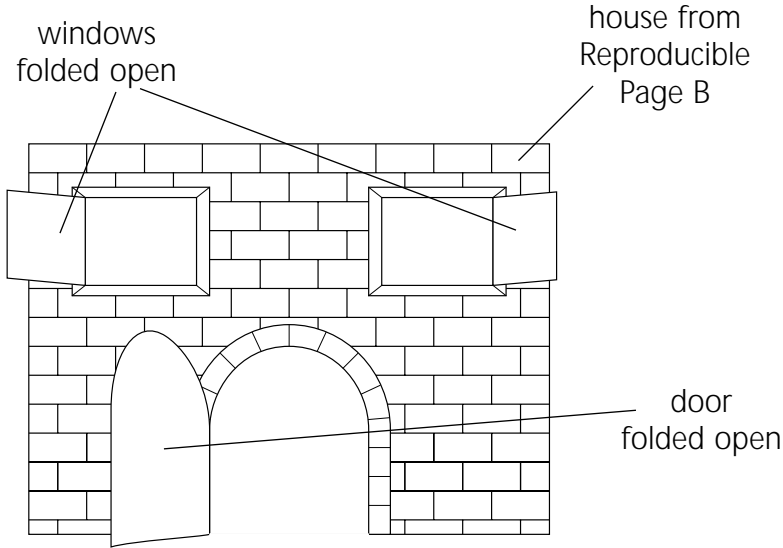 windows
folded open
house from
Reproducible
Page B
door
folded open